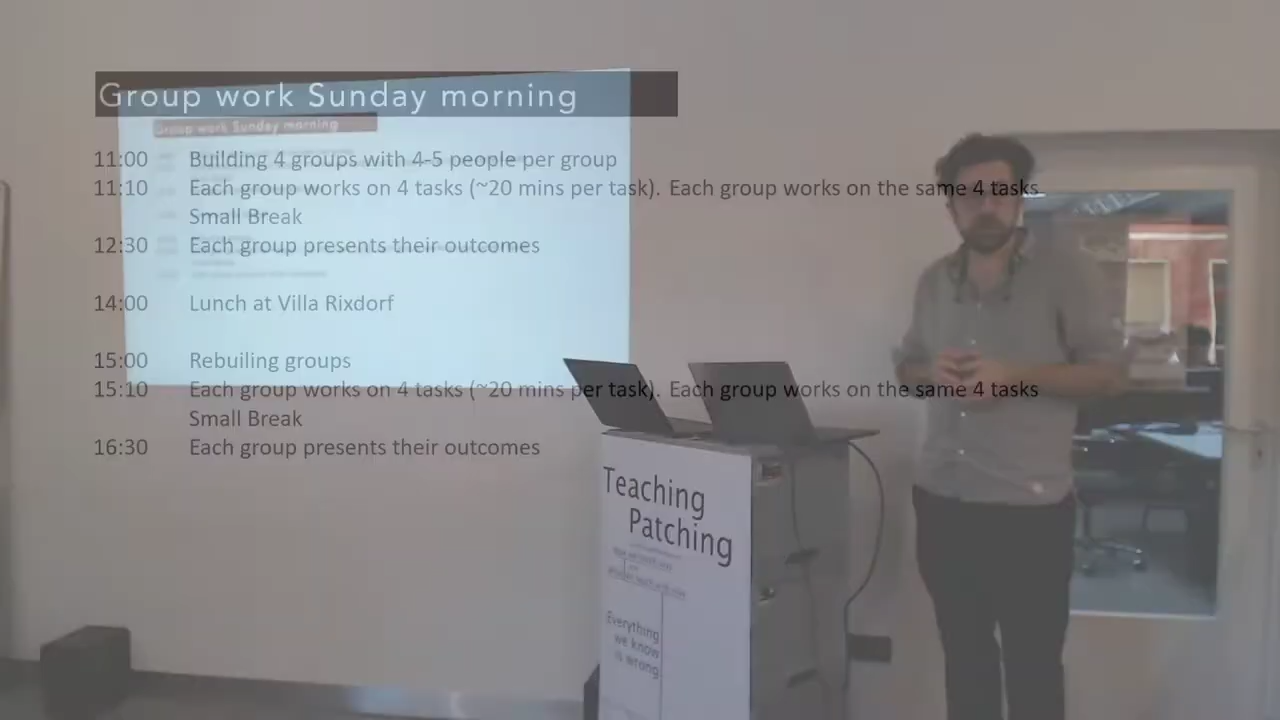 Group work Sunday morning
Group work Sunday morning
11:00 Building 4 groups with 4-5 people per group
11:10 Each group works on 4 tasks (~20 mins per task). Each group works on the same 4 tasks
Small Break
12:30 Each group presents their outcomes
14:00 Lunch at Villa Rixdorf
15:00 Rebuiling groups
15:10 Each group works on 4 tasks (~20 mins per task). Each group works on the same 4 tasks
Small Break
16:30 Each group presents their outcomes
Teaching
Patching
Everything
we know
is wrong